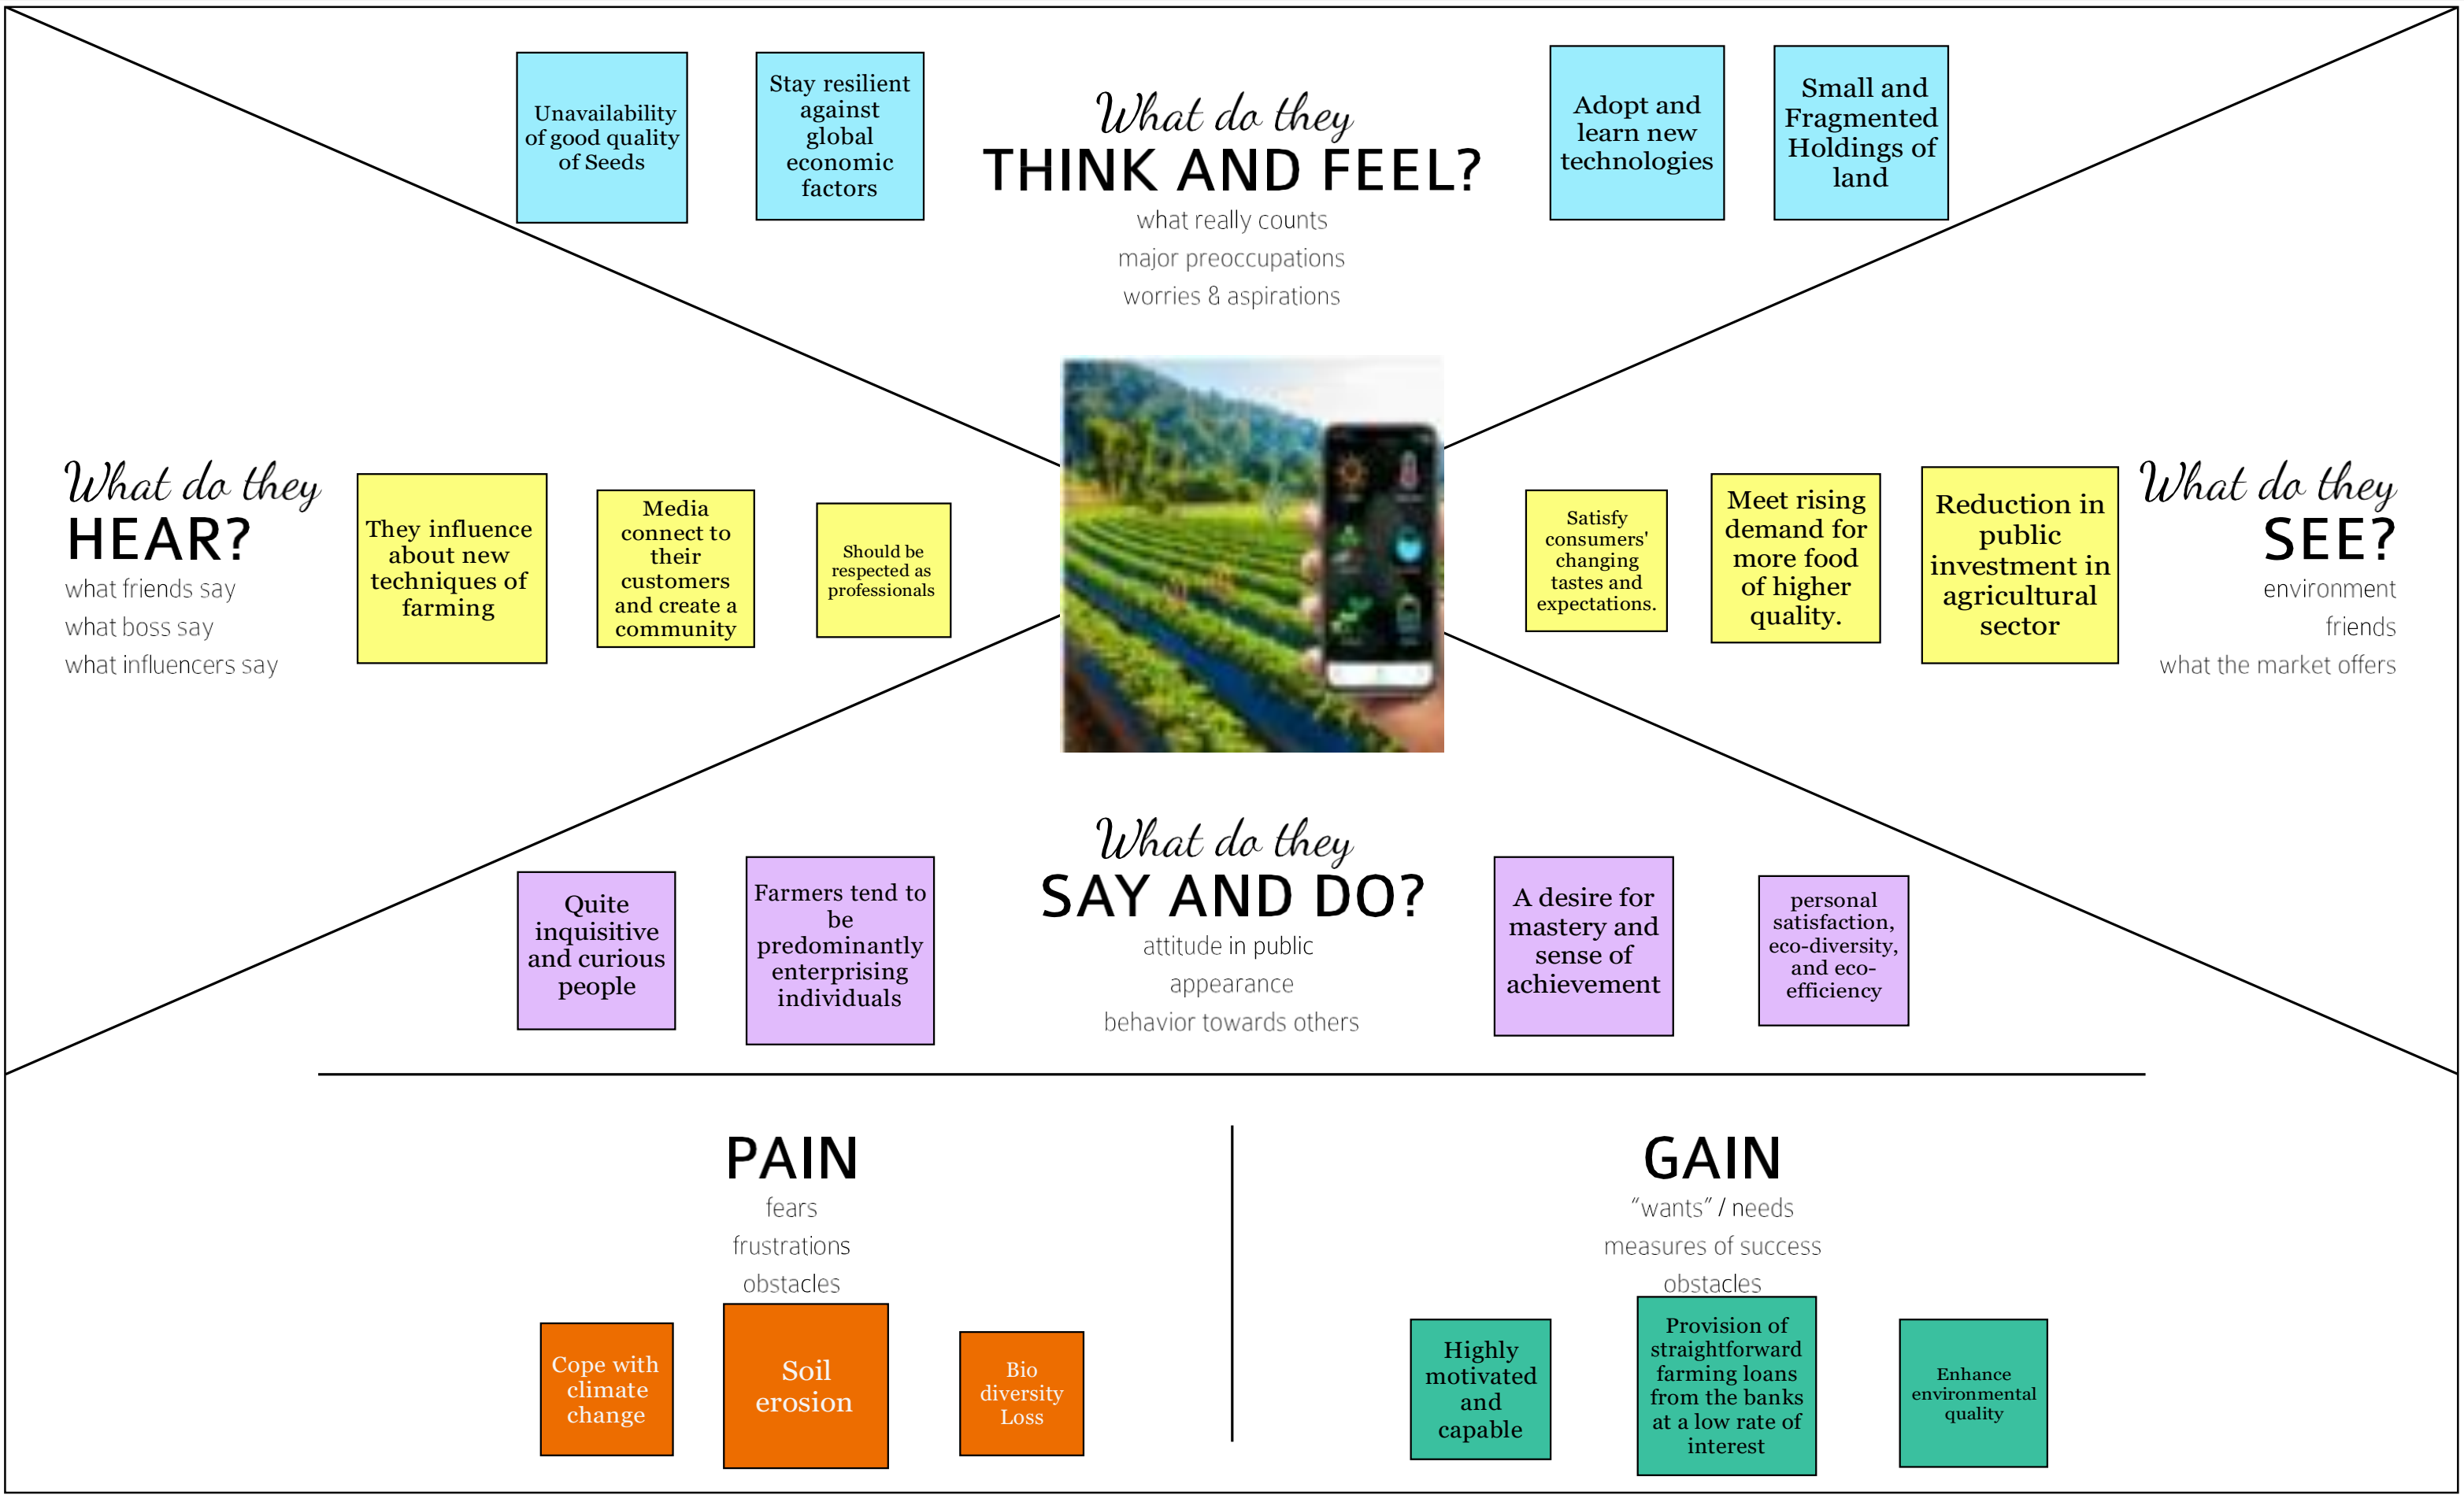 Unavailability
of good quality
of Seeds
Stay resilient
against
global
economic
factors
What do they
THINK AND FEEL?
what really counts
major preoccupations
worries & aspirations
Adopt and
learn new
technologies
Small and
Fragmented
Holdings of
land
What do they
HEAR?
what friends say
what boss say
what influencers say
They influence
about new
techniques of
farming
Media
connect to
their
customers
and create a
community
Should be
respected as
professionals
Satisfy
consumers'
changing
tastes and
expectations.
Meet rising
demand for
more food
of higher
quality.
Reduction in
public
investment in
agricultural
sector
What do they
SEE?
environment
friends
what the market offers
Quite
inquisitive
and curious
people
Farmers tend to
be
predominantly
enterprising
individuals
What do they
SAY AND DO?
attitude in public
appearance
behavior towards others
A desire for
mastery and
sense of
achievement
personal
satisfaction,
eco-diversity,
and eco-
efficiency
PAIN
fears
frustrations
obstacles
Cope with
climate
change
Soil
erosion
Bio
diversity
Loss
GAIN
“wants” / needs
measures of success
obstacles
Highly
motivated
and
capable
Provision of
straightforward
farming loans
from the banks
at a low rate of
interest
Enhance
environmental
quality